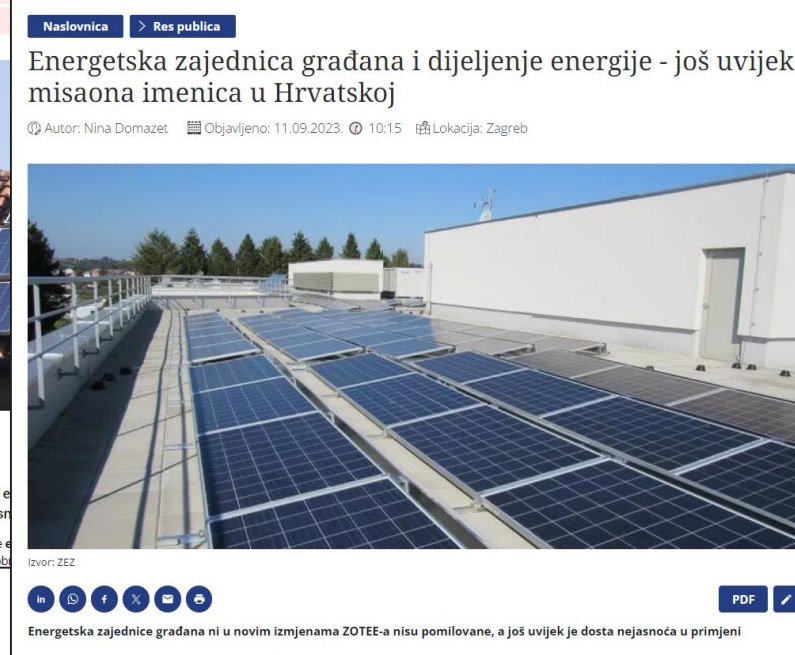 Naslovnica
> Res publica
Energetska zajednica građana i dijeljenje energije - još uvijek
misaona imenica u Hrvatskoj
Autor: Nina Domazet Objavljeno: 11.09.2023. 10:15 Lokacija: Zagreb
Izvor: ZEZ
in f X PDF
Energetska zajednice građana ni u novim izmjenama ZOTEE-a nisu pomilovane, a još uvijek je dosta nejasnoća u primjeni